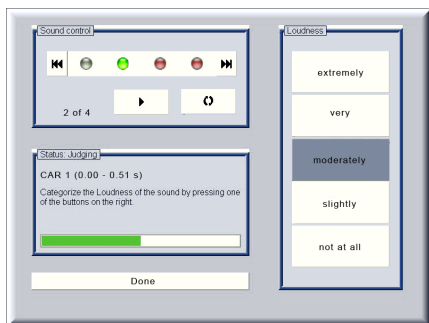 Sound control
2 of 4
Status: Judging
CAR 1 (0.00 - 0.51 s)
Categorize the Loudness of the sound by pressing one
of the buttons on the right.
Done
Loudness
extremely
very
moderately
slightly
not at all